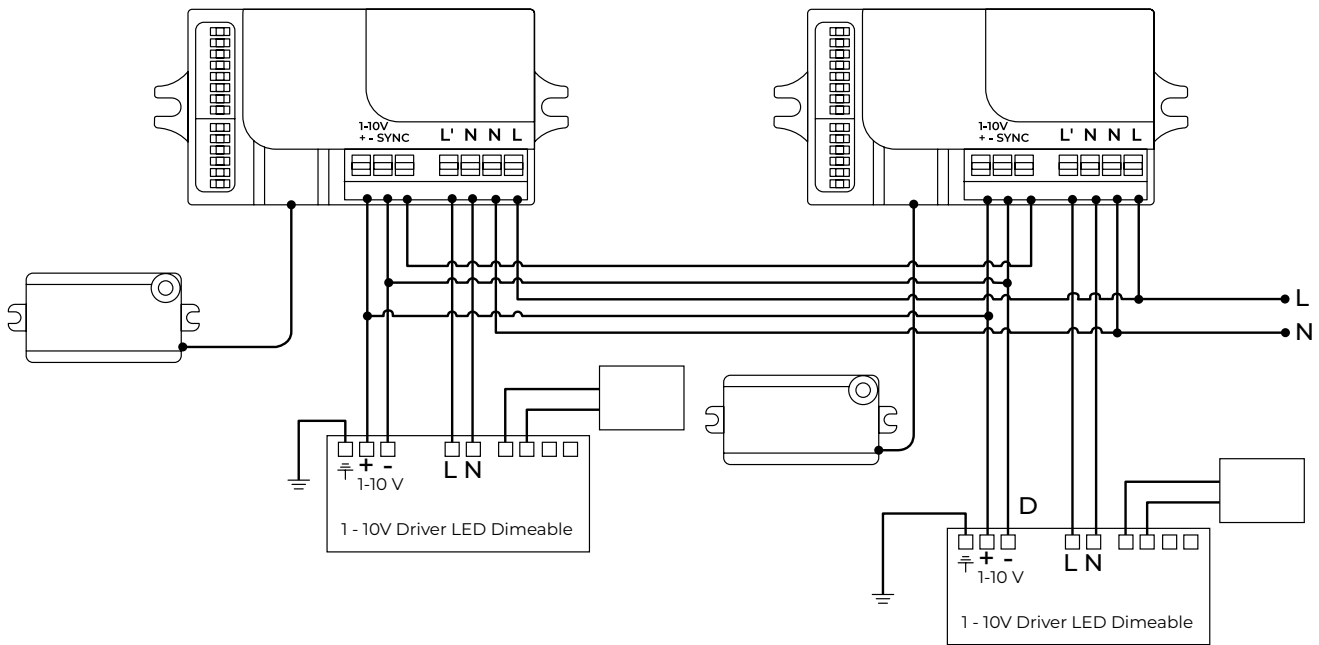 1-10V
+ - SYNC L' N N L
1-10V
+ - SYNC L' N N L
L
N
+ - L N
1-10 V
1 - 10V Driver LED Dimeable
D
+ - L N
1-10 V
1 - 10V Driver LED Dimeable